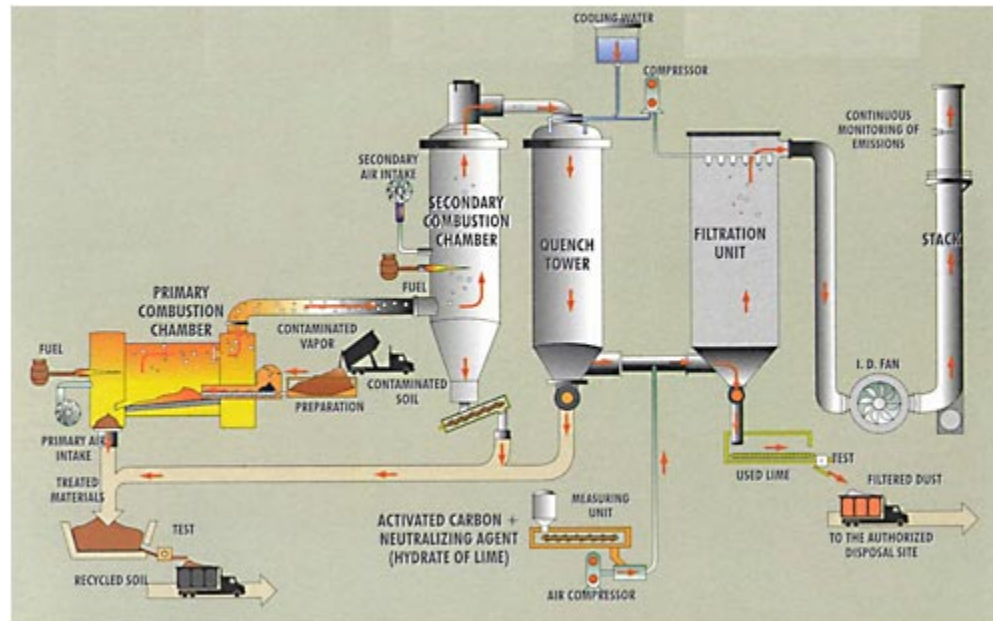 COOLING WATER
COMPRESSOR
CONTINUOUS
MONITORING OF
EMISSIONS
SECONDARY
AIR INTAKE
SECONDARY
COMBUSTION
CHAMBER
QUENCH
TOWER
FILTRATION
UNIT
STACK
FUEL
PRIMARY
COMBUSTION
CHAMBER
CONTAMINATED
VAPOR
FUEL
CONTAMINATED
SOIL
PREPARATION
I. D. FAN
PRIMARY AIR
INTAKE
TREATED
MATERIALS
TEST
USED LIME
FILTERED DUST
MEASURING
UNIT
ACTIVATED CARBON +
NEUTRALIZING AGENT
(HYDRATE OF LIME)
TO THE AUTHORIZED
DISPOSAL SITE
TEST
RECYCLED SOIL
AIR COMPRESSOR